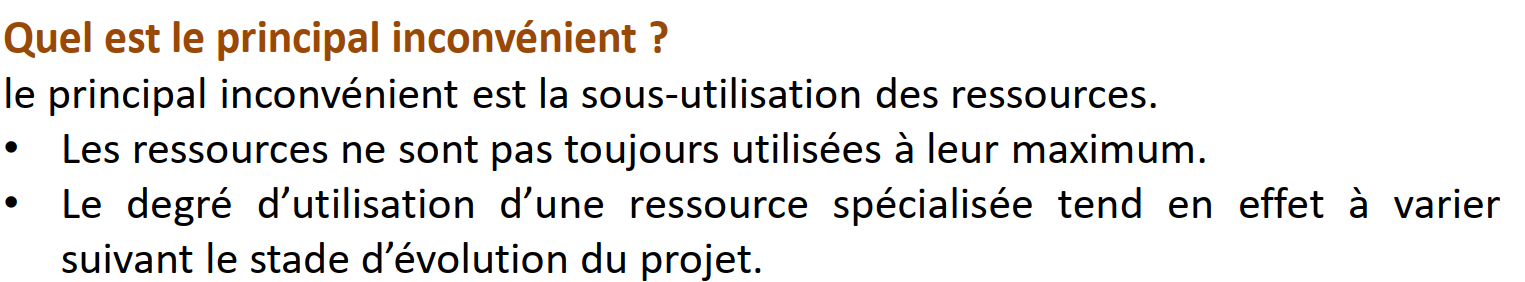 Quel est le principal inconvénient ?
le principal inconvénient est la sous-utilisation des ressources.
• Les ressources ne sont pas toujours utilisées à leur maximum.
• Le degré d’utilisation d’une ressource spécialisée tend en effet à varier
suivant le stade d’évolution du projet.